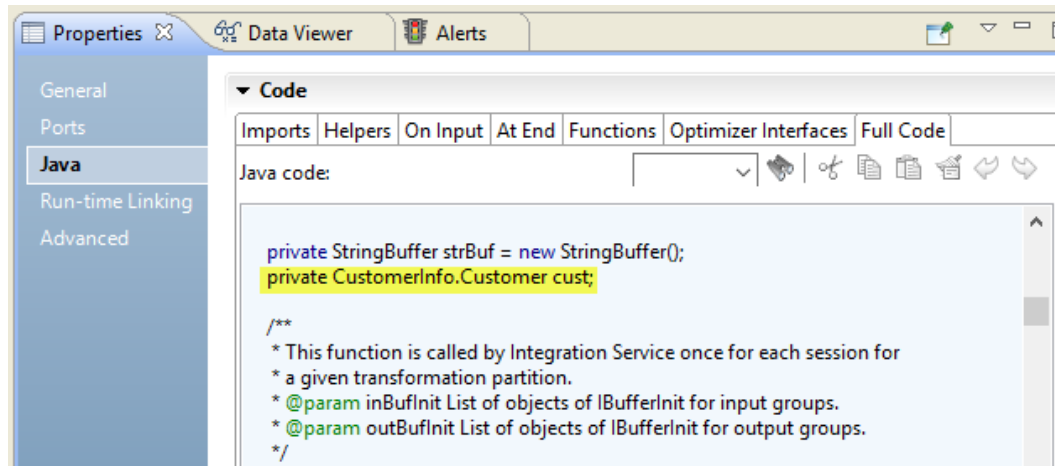 Properties Data Viewer Alerts
General
Ports
Java
Run-time Linking
Advanced
Code
Imports Helpers On Input At End Functions Optimizer Interfaces Full Code
Java code:
private StringBuffer strBuf = new StringBuffer();
private CustomerInfo.Customer cust;
/**
* This function is called by Integration Service once for each session for
* a given transformation partition.
* @param inBufInit List of objects of IBufferInit for input groups.
* @param outBufInit List of objects of IBufferInit for output groups.
*/